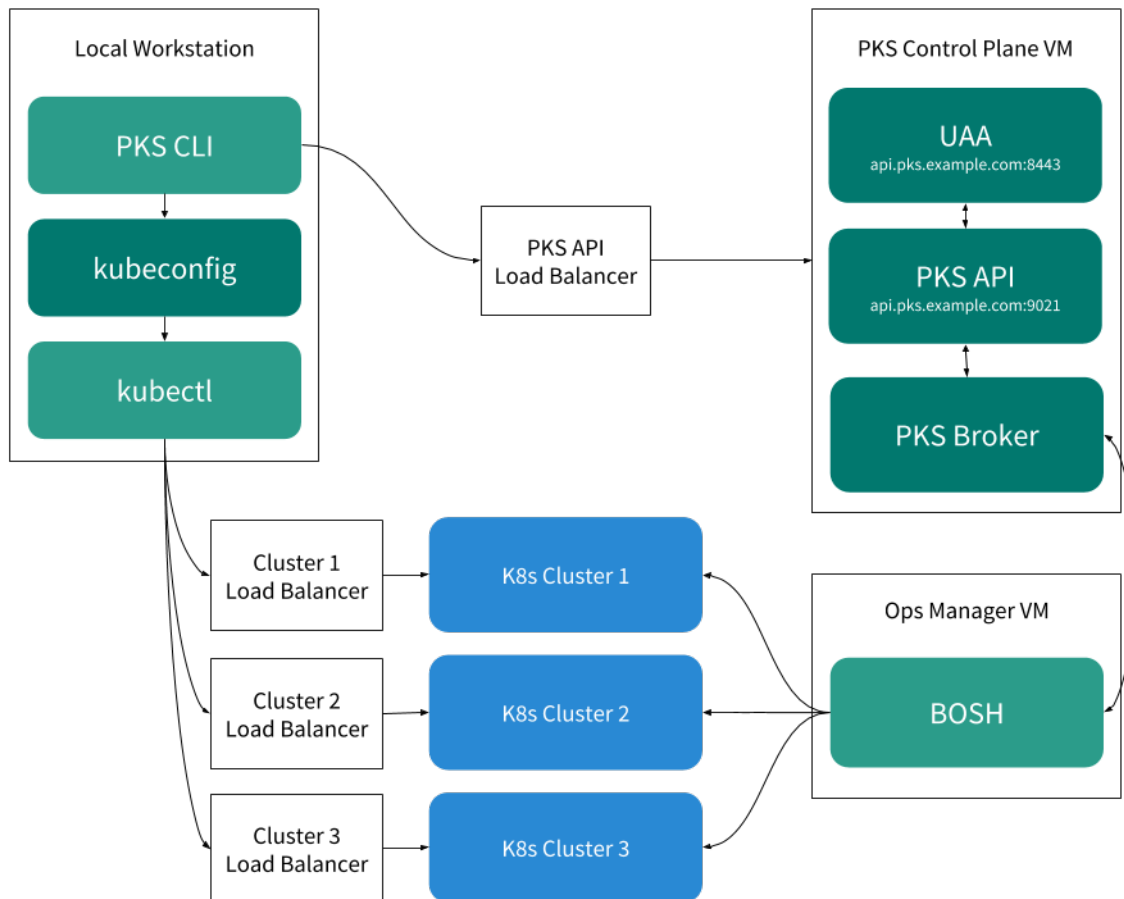 Local Workstation
PKS CLI
kubeconfig
kubectl
PKS API
Load Balancer
PKS Control Plane VM
UAA
api.pks.example.com:8443
PKS API
api.pks.example.com:9021
PKS Broker
Cluster 1
Load Balancer
K8s Cluster 1
Cluster 2
Load Balancer
K8s Cluster 2
Cluster 3
Load Balancer
K8s Cluster 3
Ops Manager VM
BOSH